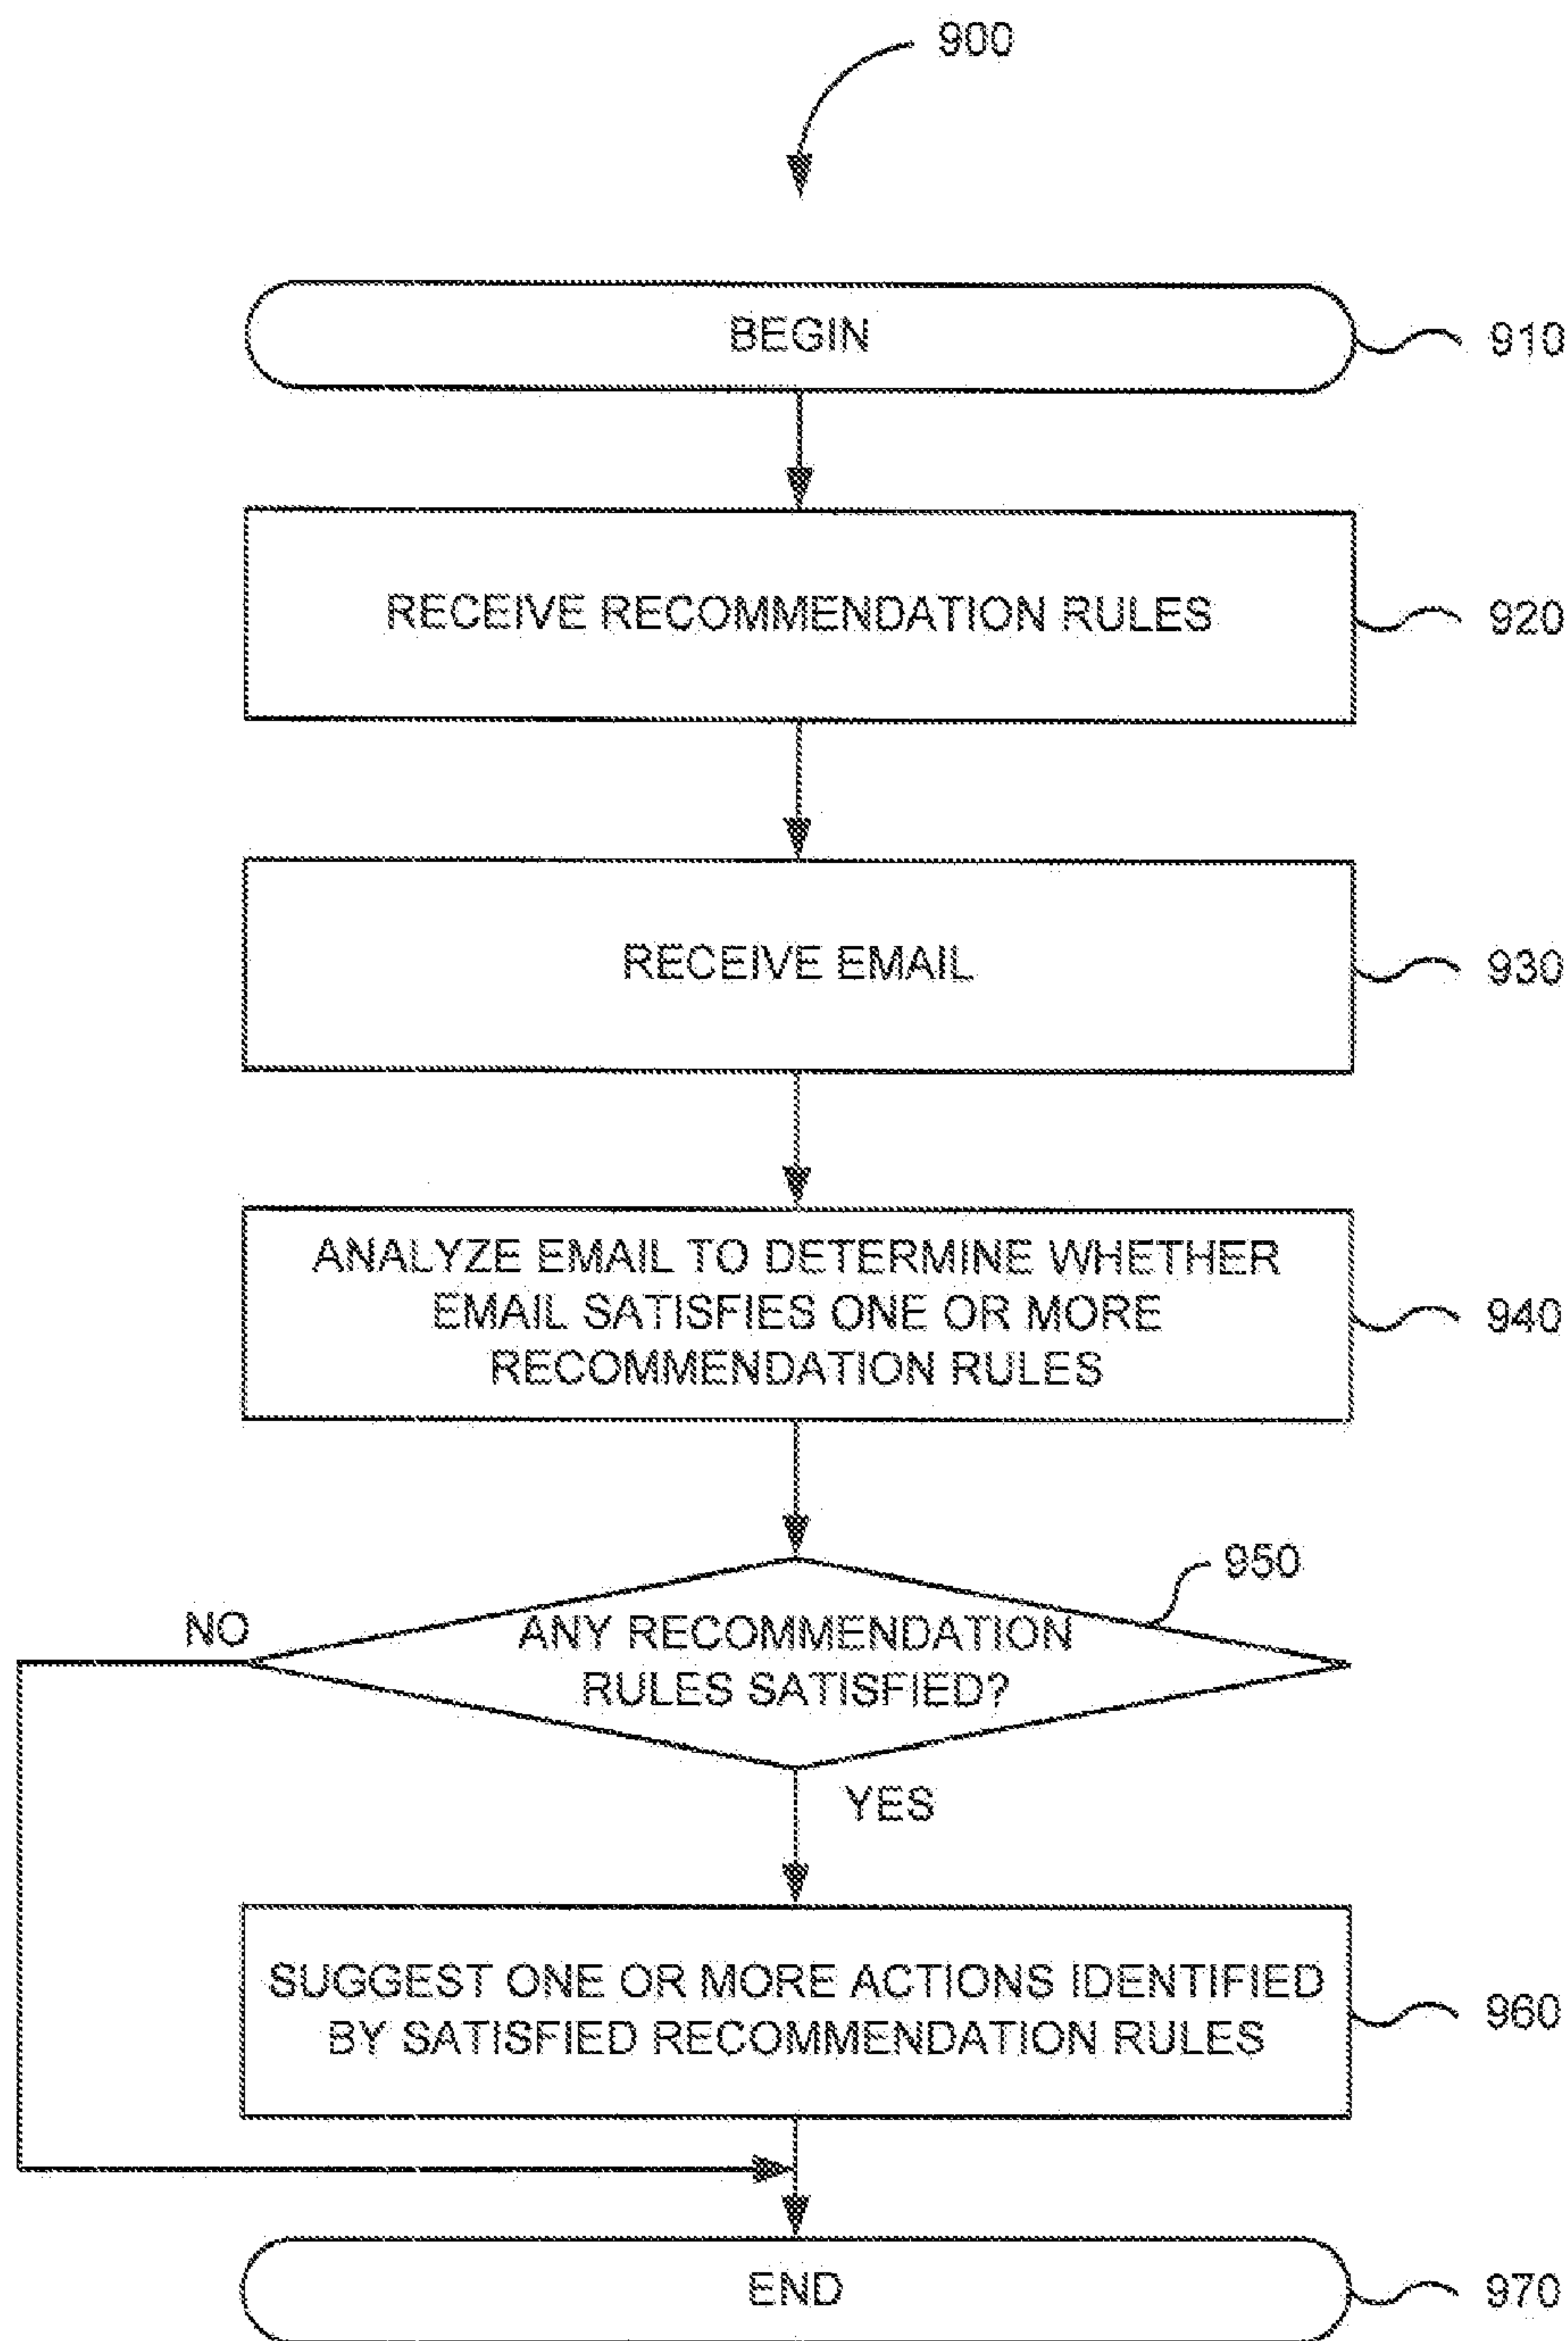 900
BEGIN
910
RECEIVE RECOMMENDATION RULES
920
RECEIVE EMAIL
930
ANALYZE EMAIL TO DETERMINE WHETHER
EMAIL SATISFIES ONE OR MORE
RECOMMENDATION RULES
940
950
NO
ANY RECOMMENDATION
RULES SATISFIED?
YES
SUGGEST ONE OR MORE ACTIONS IDENTIFIED
BY SATISFIED RECOMMENDATION RULES
960
END
970